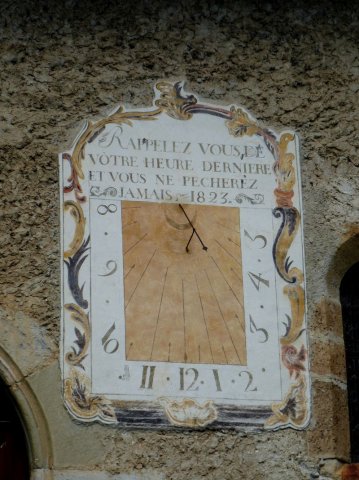 RAPPELEZ VOUS DE
VOTRE HEURE DERNIERE
ET VOUS NE PECHEREZ
JAMAIS 1823.
8 5
9 4
10 3
11 12 1 2